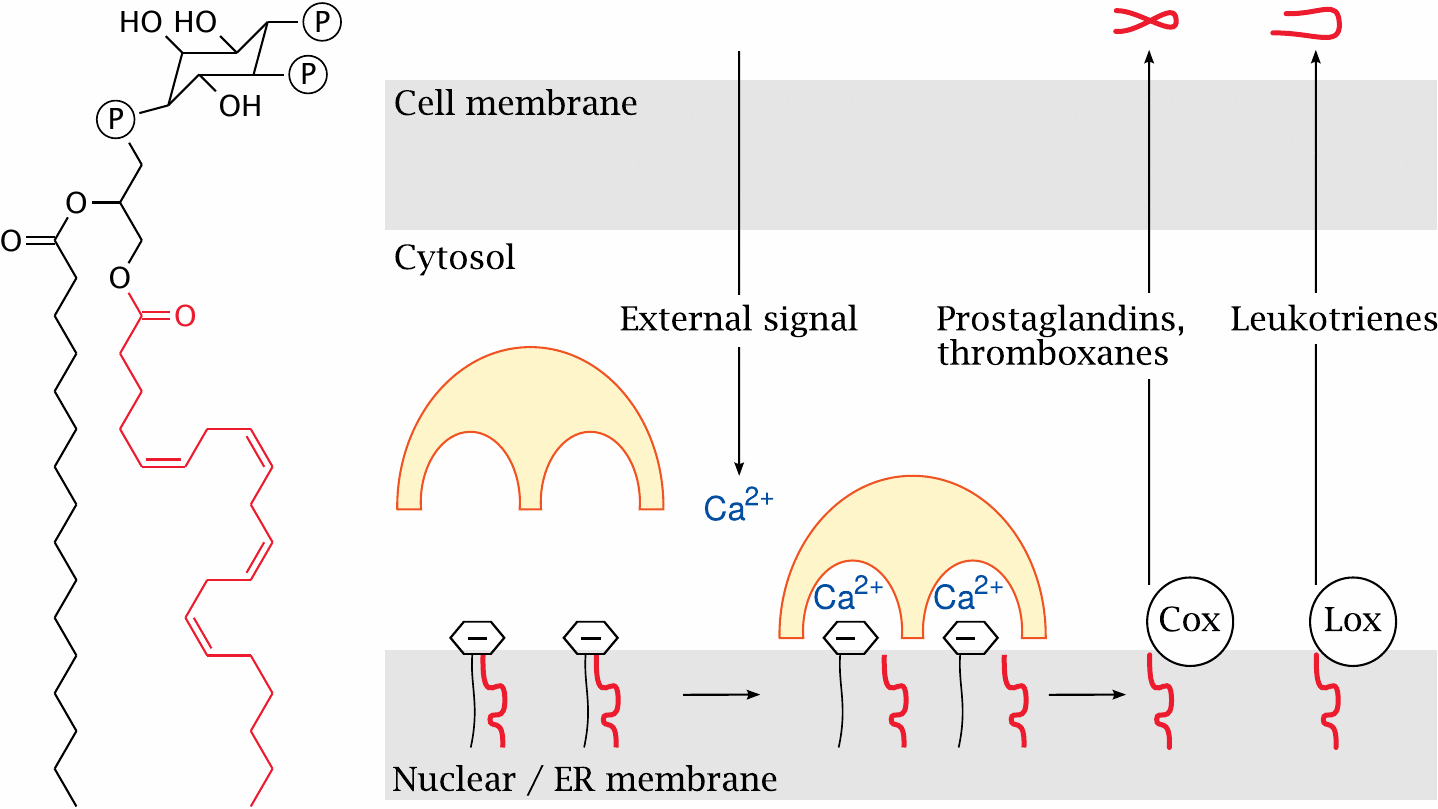 HO HO P
P
OH
P
O
O
O
O
Cell membrane
Cytosol
External signal
Prostaglandins,
thromboxanes
Leukotrienes
Ca2+
Ca2+ Ca2+
Cox
Lox
− − − −
Nuclear / ER membrane